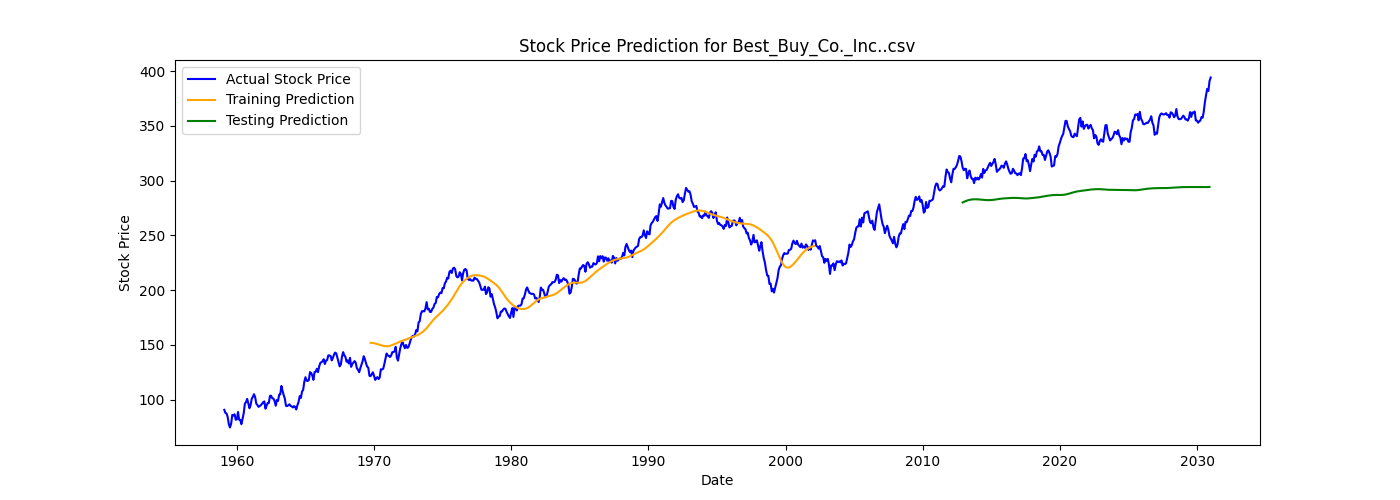 Stock Price Prediction for Best_Buy_Co._Inc..csv
Actual Stock Price
Training Prediction
Testing Prediction
Stock Price
400
350
300
250
200
150
100
1960
1970
1980
1990
2000
2010
2020
2030
Date